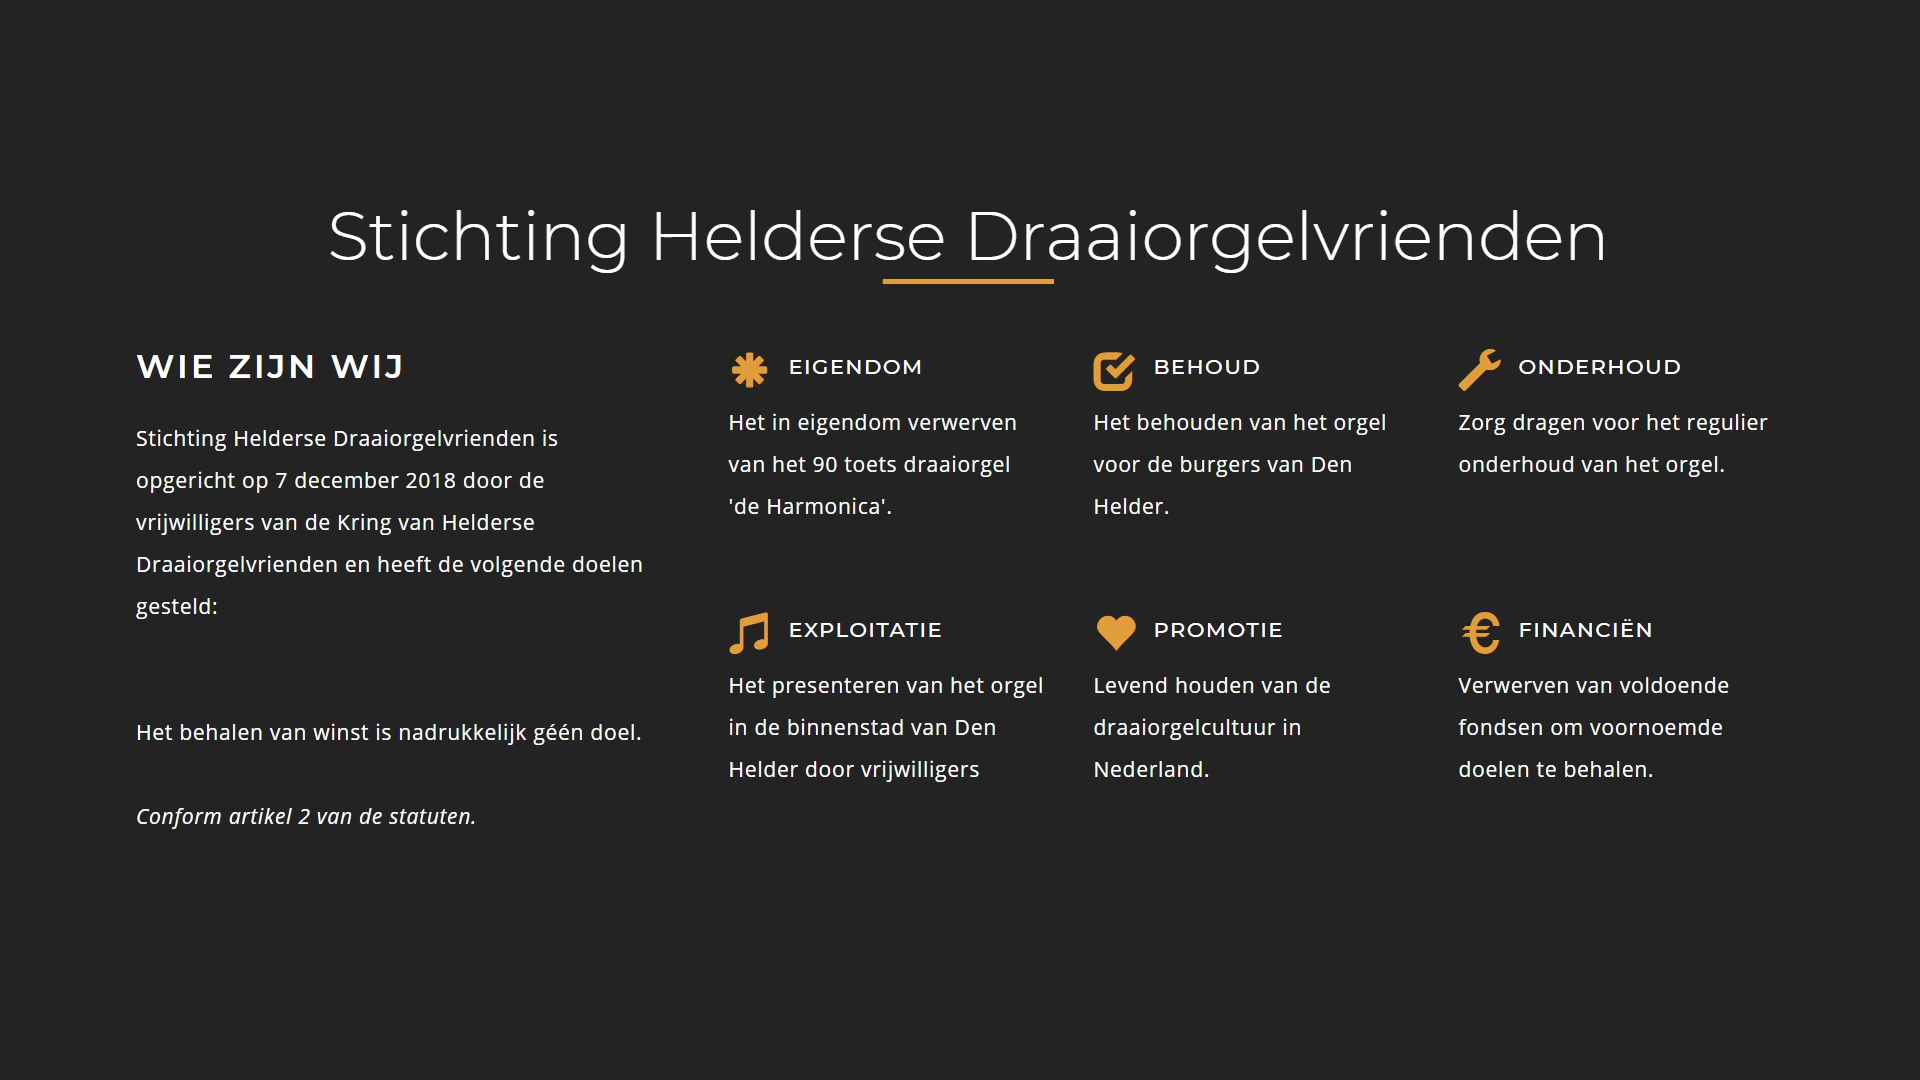 Stichting Helderse Draaiorgelvrienden
WIE ZIJN WIJ
Stichting Helderse Draaiorgelvrienden is
opgericht op 7 december 2018 door de
vrijwilligers van de Kring van Helderse
Draaiorgelvrienden en heeft de volgende doelen
gesteld:
Het behalen van winst is nadrukkelijk géén doel.
Conform artikel 2 van de statuten.
EIGENDOM
Het in eigendom verwerven
van het 90 toets draaiorgel
'de Harmonica'.
BEHOUD
Het behouden van het orgel
voor de burgers van Den
Helder.
ONDERHOUD
Zorg dragen voor het regulier
onderhoud van het orgel.
EXPLOITATIE
Het presenteren van het orgel
in de binnenstad van Den
Helder door vrijwilligers
PROMOTIE
Levend houden van de
draaiorgelcultuur in
Nederland.
FINANCIËN
Verwerven van voldoende
fondsen om voornoemde
doelen te behalen.